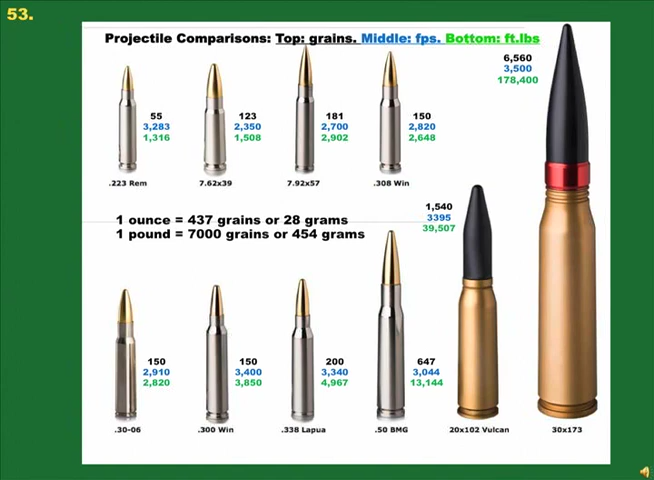 53.
Projectile Comparisons: Top: grains. Middle: fps. Bottom: ft.lbs
6,560
3,500
178,400
55
3,283
1,316
123
2,350
1,508
181
2,700
2,902
150
2,820
2,648
.223 Rem
7.62x39
7.92x57
.308 Win
1 ounce = 437 grains or 28 grams
1 pound = 7000 grains or 454 grams
1,540
3395
39,507
150
2,910
2,820
150
3,400
3,850
200
3,340
4,967
647
3,044
13,144
.30-06
.300 Win
.338 Lapua
.50 BMG
20x102 Vulcan
30x173